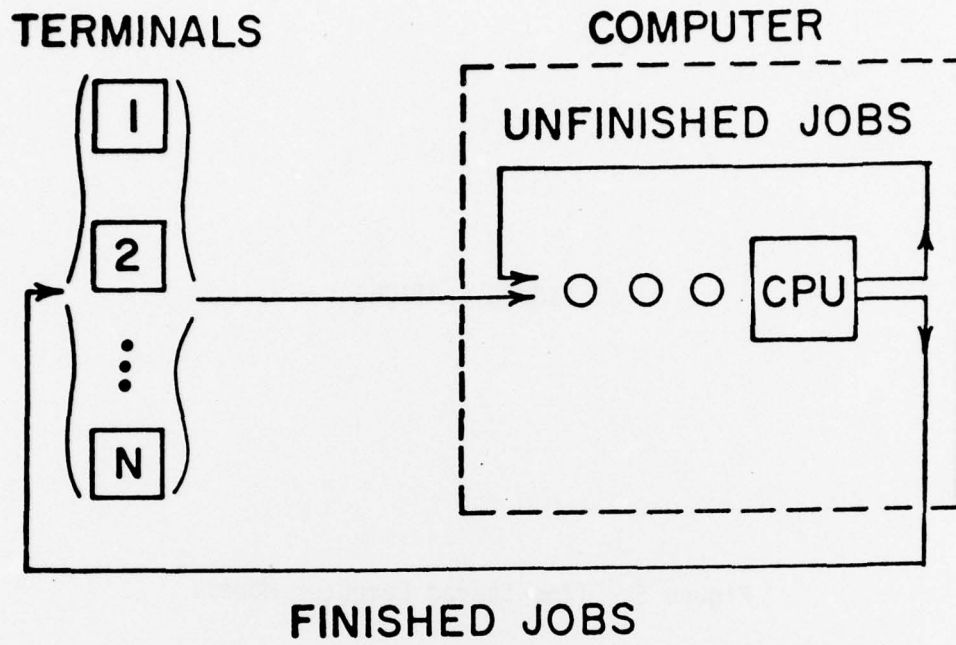 TERMINALS
COMPUTER
1
UNFINISHED JOBS
2
CPU
N
FINISHED JOBS